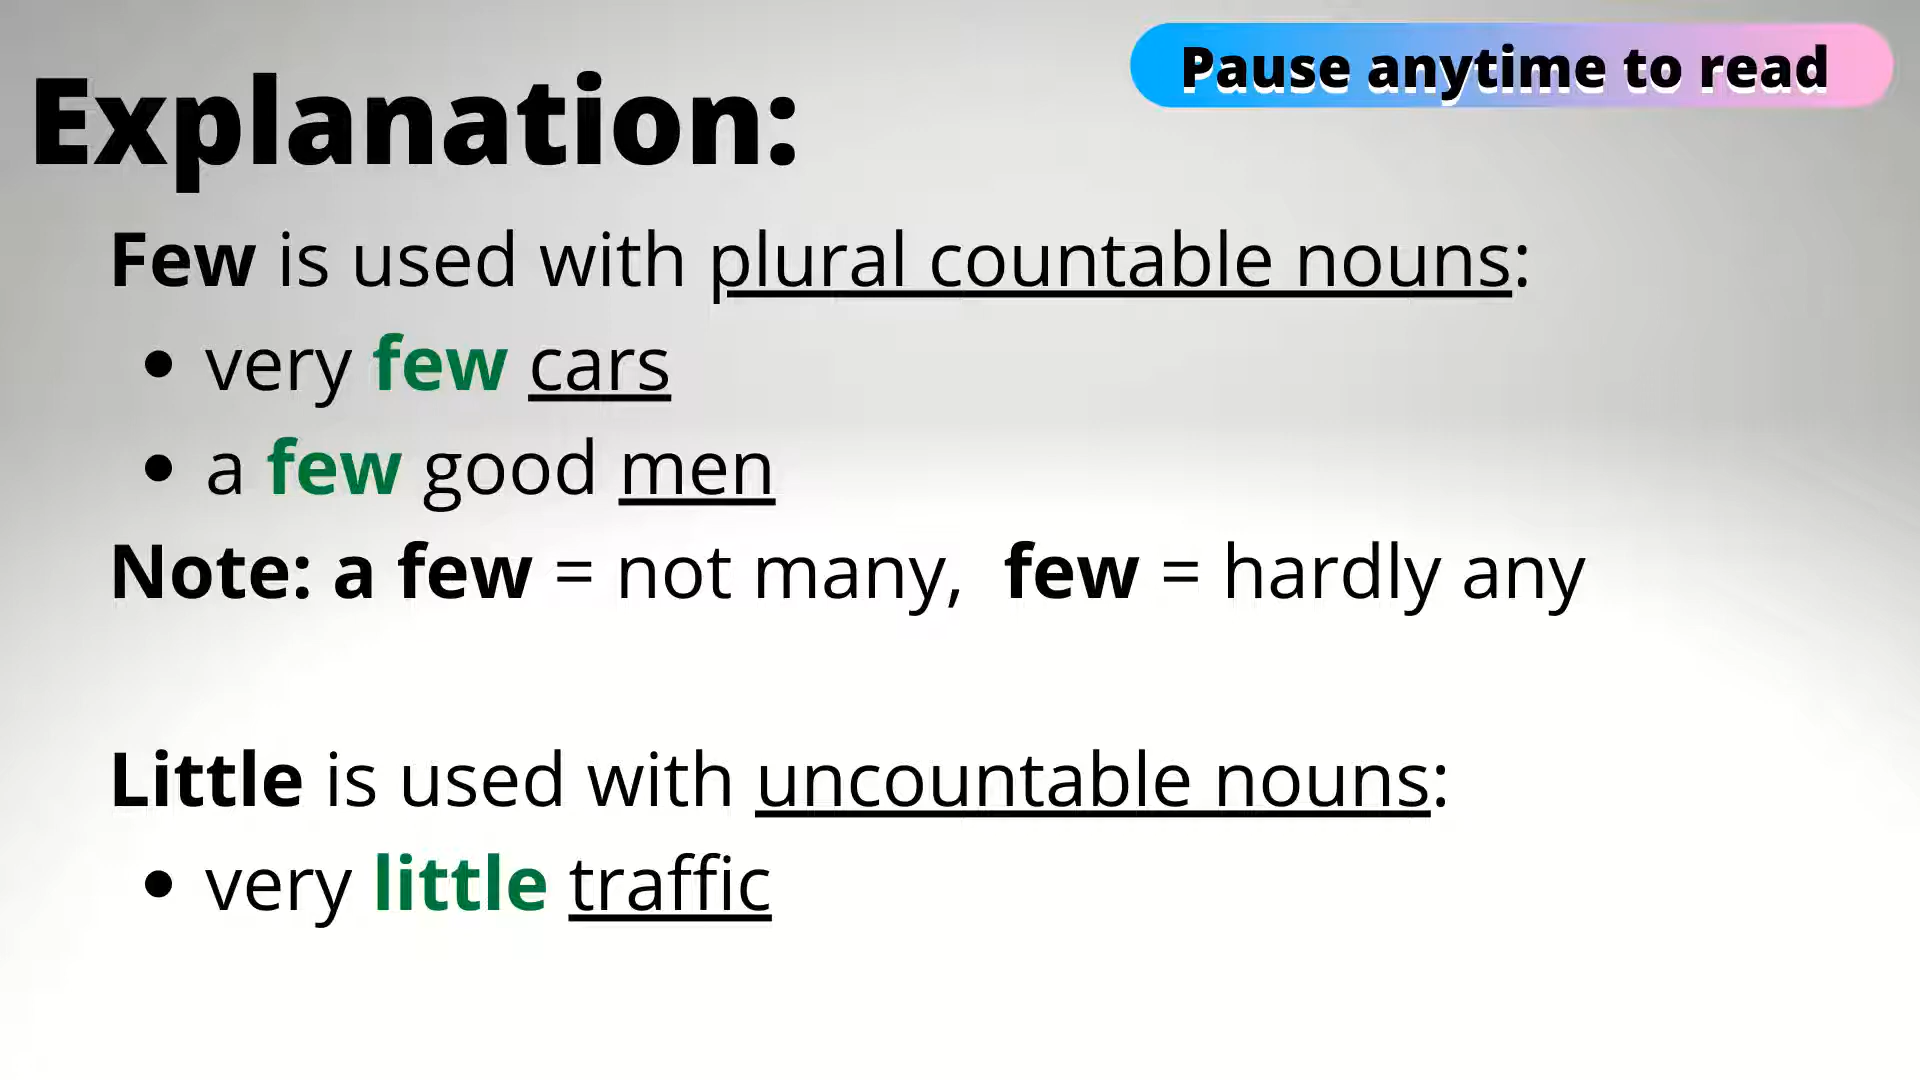 Pause anytime to read
Explanation:
Few is used with plural countable nouns:
• very few cars
• a few good men
Note: a few = not many, few = hardly any
Little is used with uncountable nouns:
• very little traffic